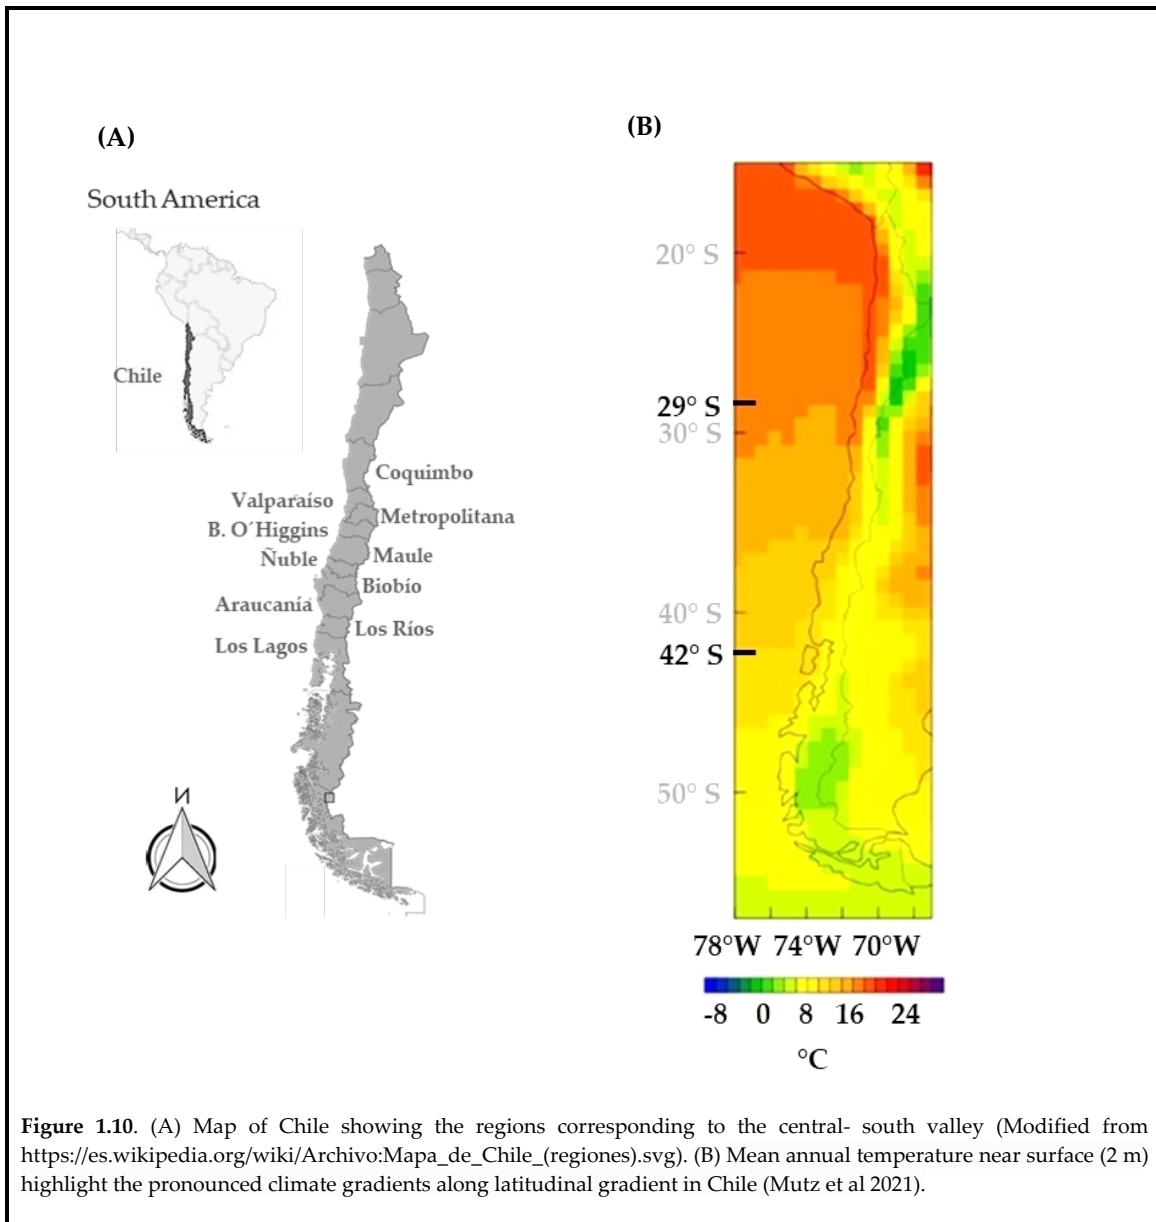 (A)
South America
Chile
Coquimbo
Valparaíso
Metropolitana
B. O´Higgins
Ñuble
Maule
Biobío
Araucanía
Los Ríos
Los Lagos
N
(B)
20° S
29° S
30° S
40° S
42° S
50° S
78°W 74°W 70°W
-8 0 8 16 24
°C
Figure 1.10. (A) Map of Chile showing the regions corresponding to the central- south valley (Modified from
https://es.wikipedia.org/wiki/Archivo:Mapa_de_Chile_(regiones).svg). (B) Mean annual temperature near surface (2 m)
highlight the pronounced climate gradients along latitudinal gradient in Chile (Mutz et al 2021).